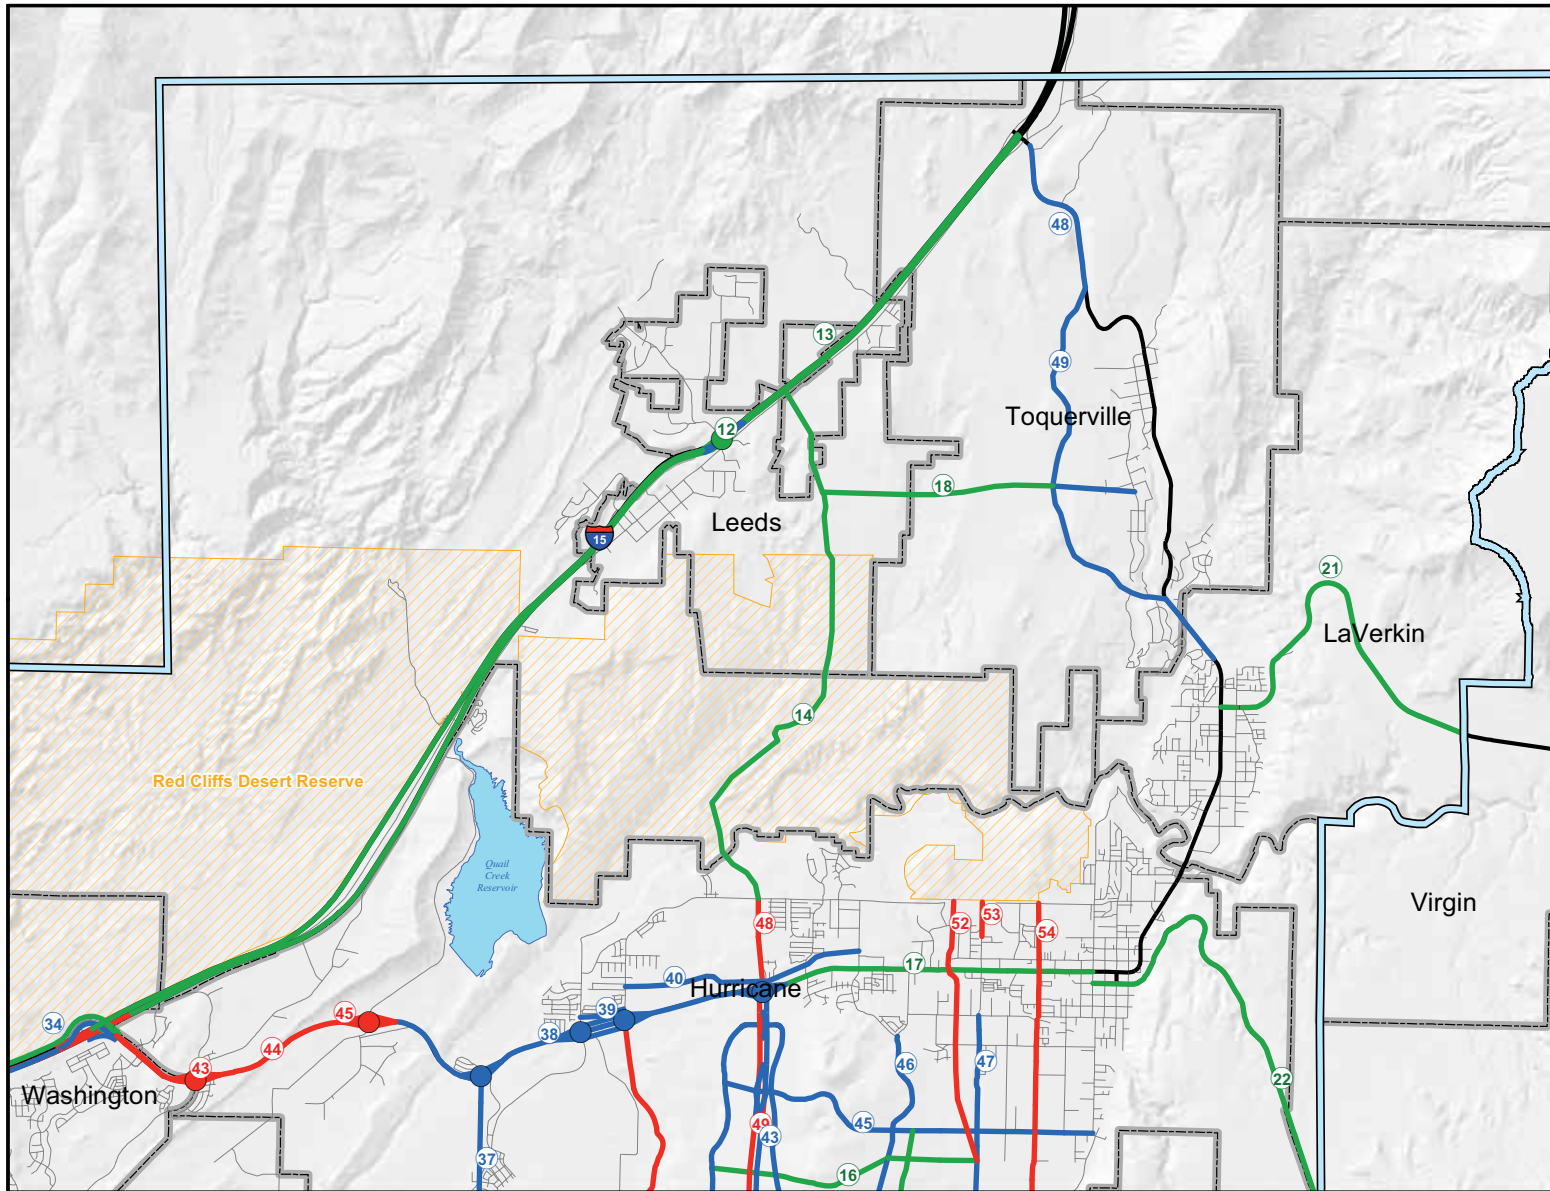 48
13
49
Toquerville
12
18
Leeds
15
21
LaVerkin
14
Red Cliffs Desert Reserve
Quail
Creek
Reservoir
Virgin
48
52
53
54
17
40
Hurricane
39
38
45
34
44
43
Washington
46
47
22
49
43
45
37
16